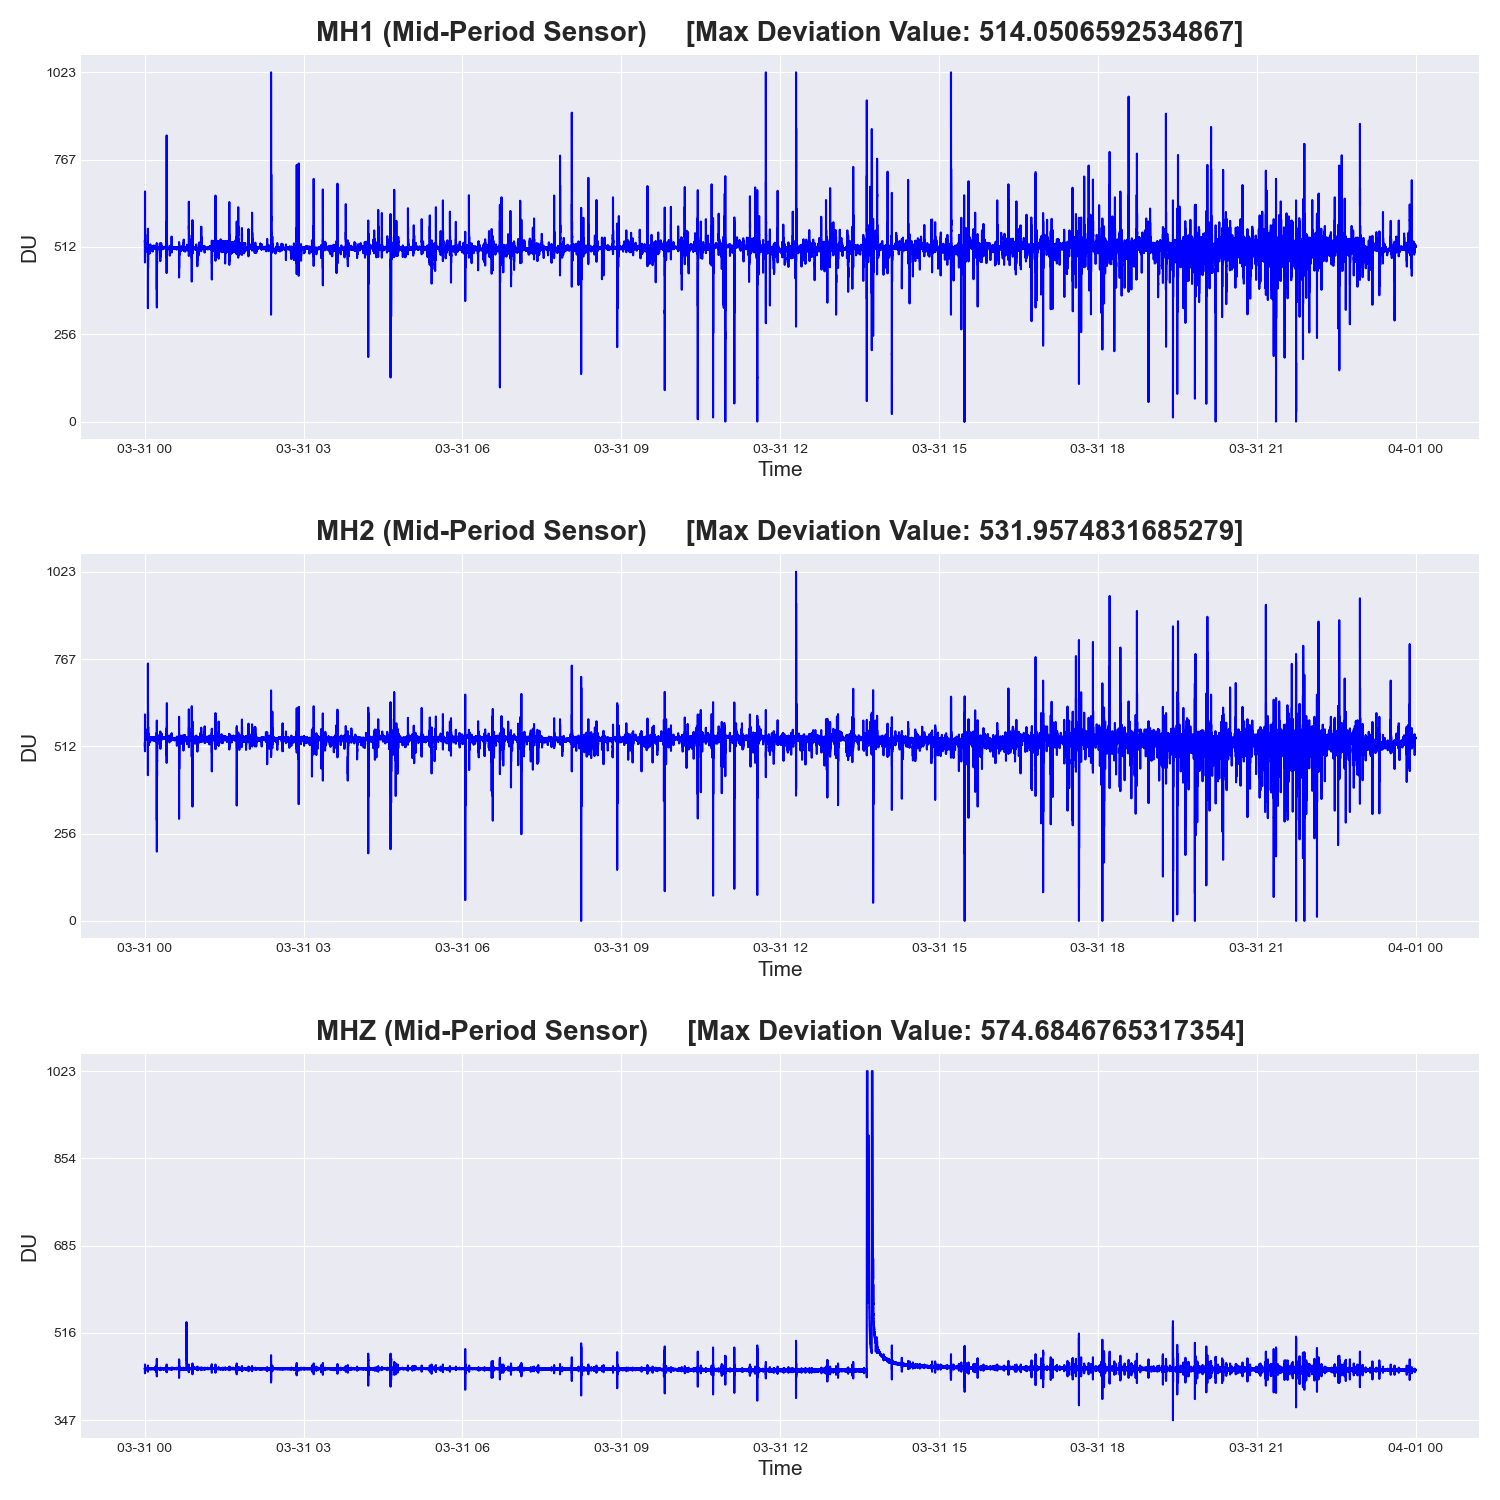 MH1 (Mid-Period Sensor) [Max Deviation Value: 514.0506592534867]
1023
767
512
256
0
DU
03-31 00 03-31 03 03-31 06 03-31 09 03-31 12 03-31 15 03-31 18 03-31 21 04-01 00
Time
MH2 (Mid-Period Sensor) [Max Deviation Value: 531.9574831685279]
1023
767
512
256
0
DU
03-31 00 03-31 03 03-31 06 03-31 09 03-31 12 03-31 15 03-31 18 03-31 21 04-01 00
Time
MHZ (Mid-Period Sensor) [Max Deviation Value: 574.6846765317354]
1023
854
685
516
347
DU
03-31 00 03-31 03 03-31 06 03-31 09 03-31 12 03-31 15 03-31 18 03-31 21 04-01 00
Time